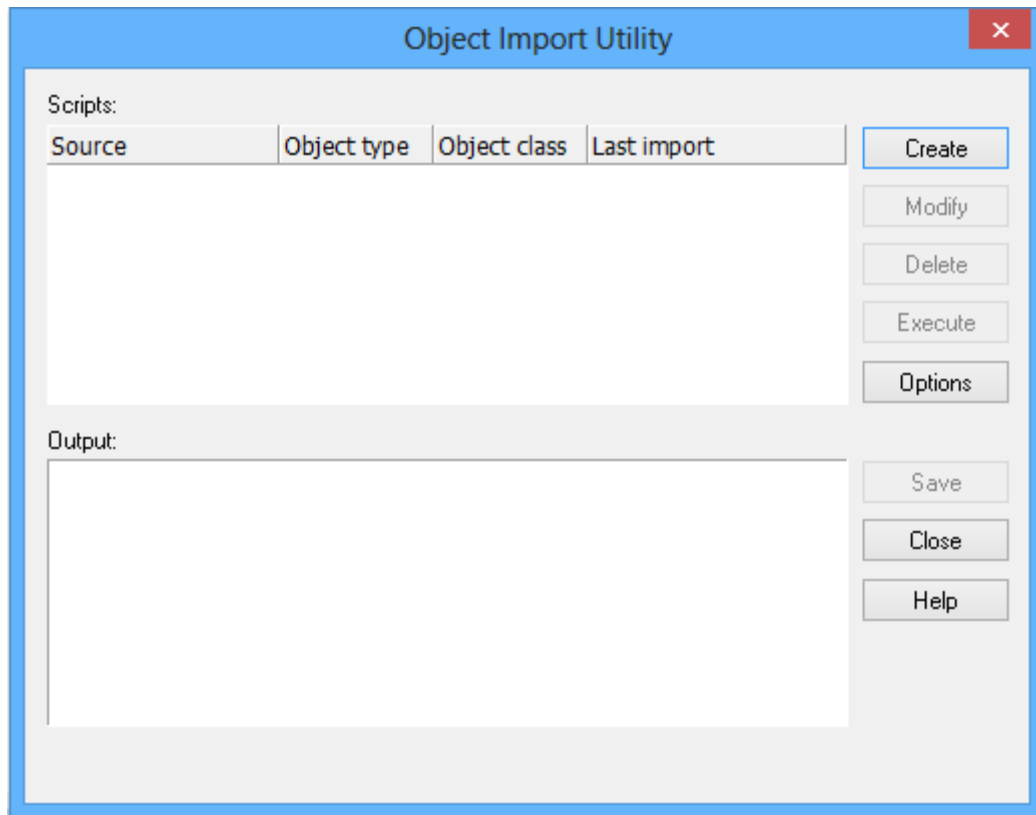 Object Import Utility
Scripts:
Source Object type Object class Last import
Create
Modify
Delete
Execute
Options
Output:
Save
Close
Help